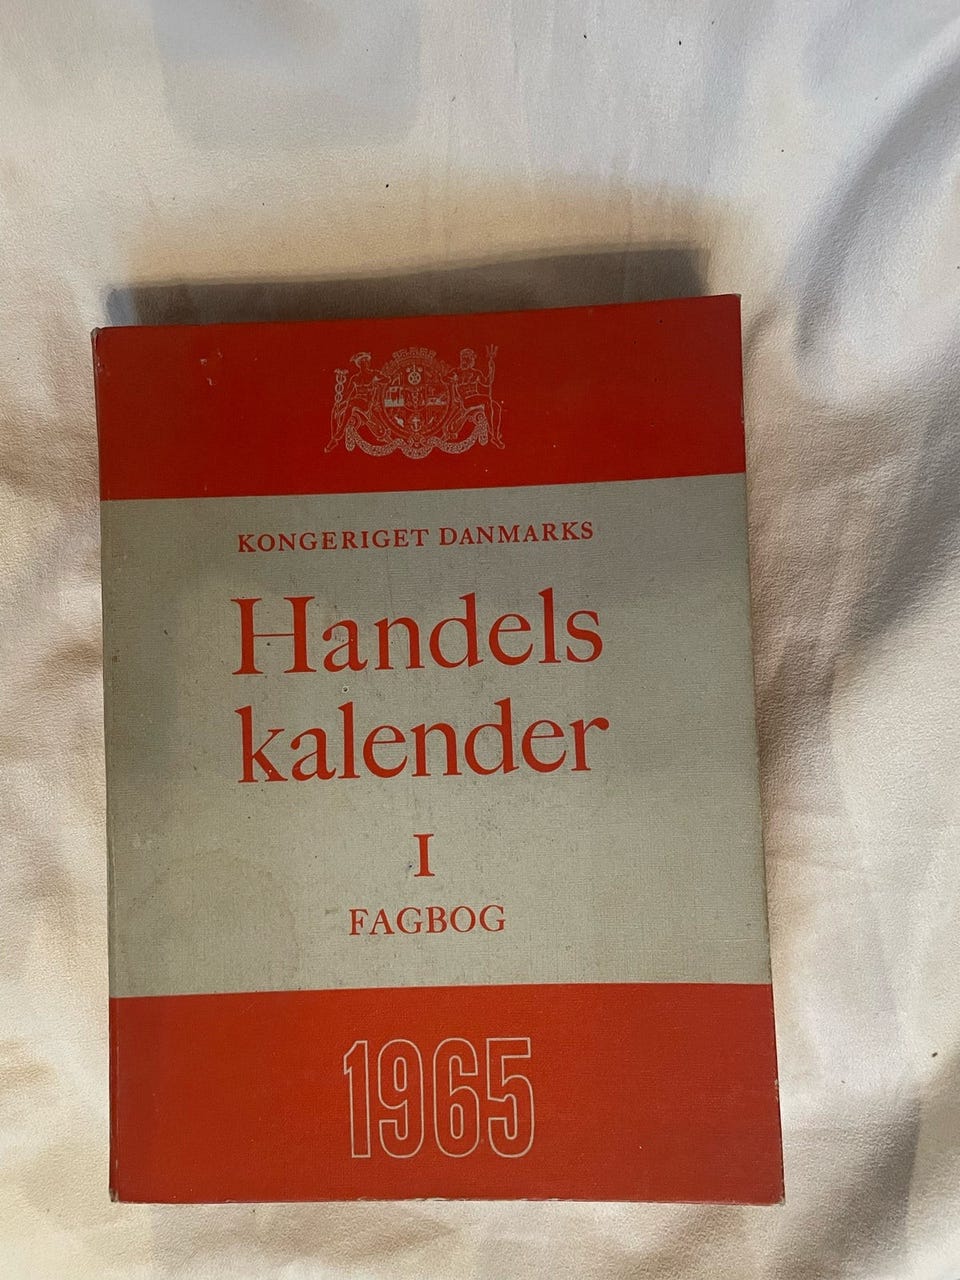 KONGERIGET DANMARKS
Handels
kalender
I
FAGBOG
1965